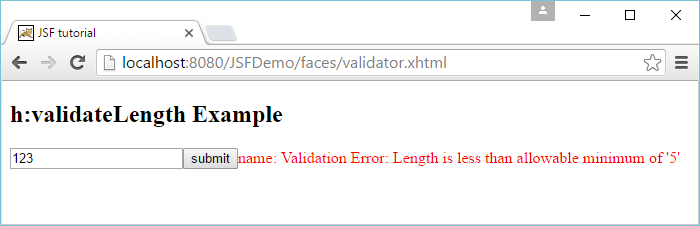 JSF tutorial
localhost:8080/JSFDemo/faces/validator.xhtml
h:validateLength Example
123 submit name: Validation Error: Length is less than allowable minimum of '5'